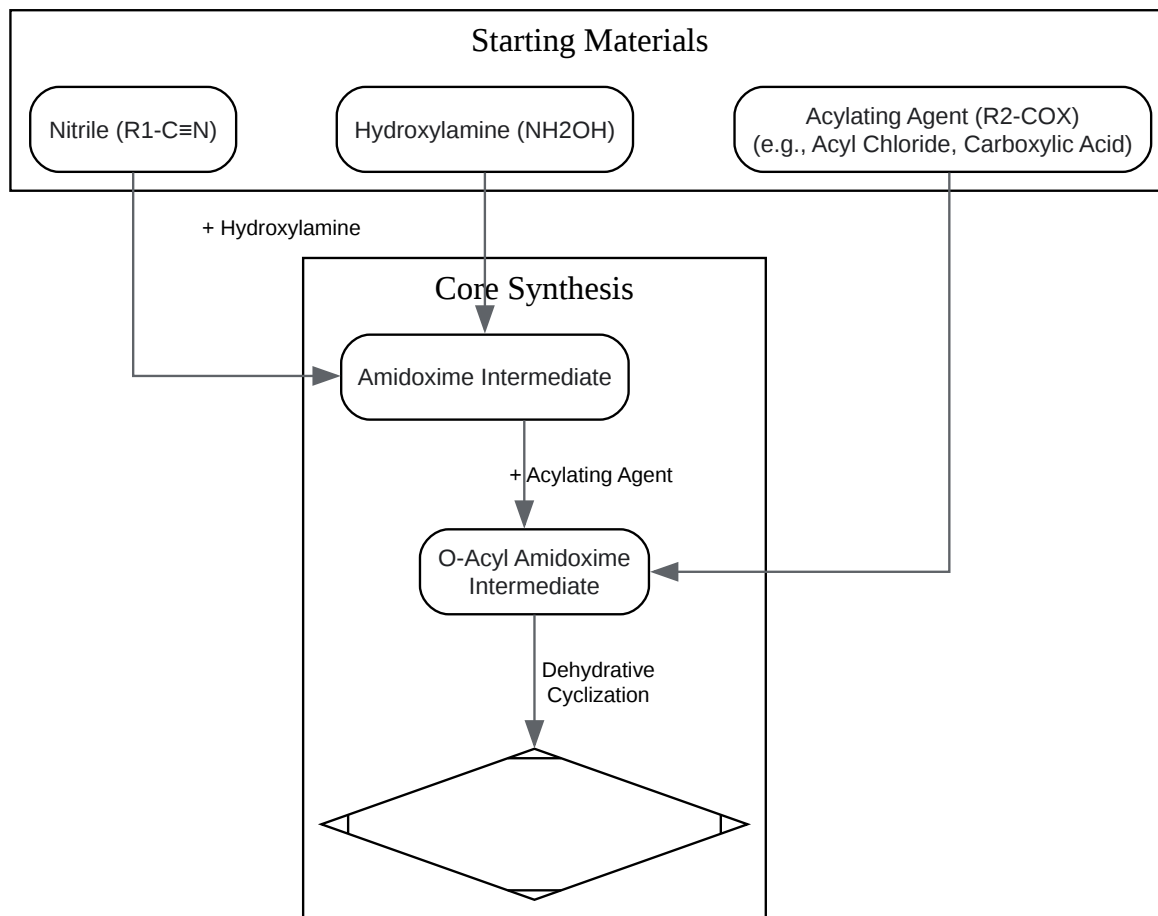 Starting Materials
Nitrile (R1-C≡N)
Hydroxylamine (NH2OH)
Acylating Agent (R2-COX)
(e.g., Acyl Chloride, Carboxylic Acid)
+ Hydroxylamine
Core Synthesis
Amidoxime Intermediate
+ Acylating Agent
O-Acyl Amidoxime
Intermediate
Dehydrative
Cyclization